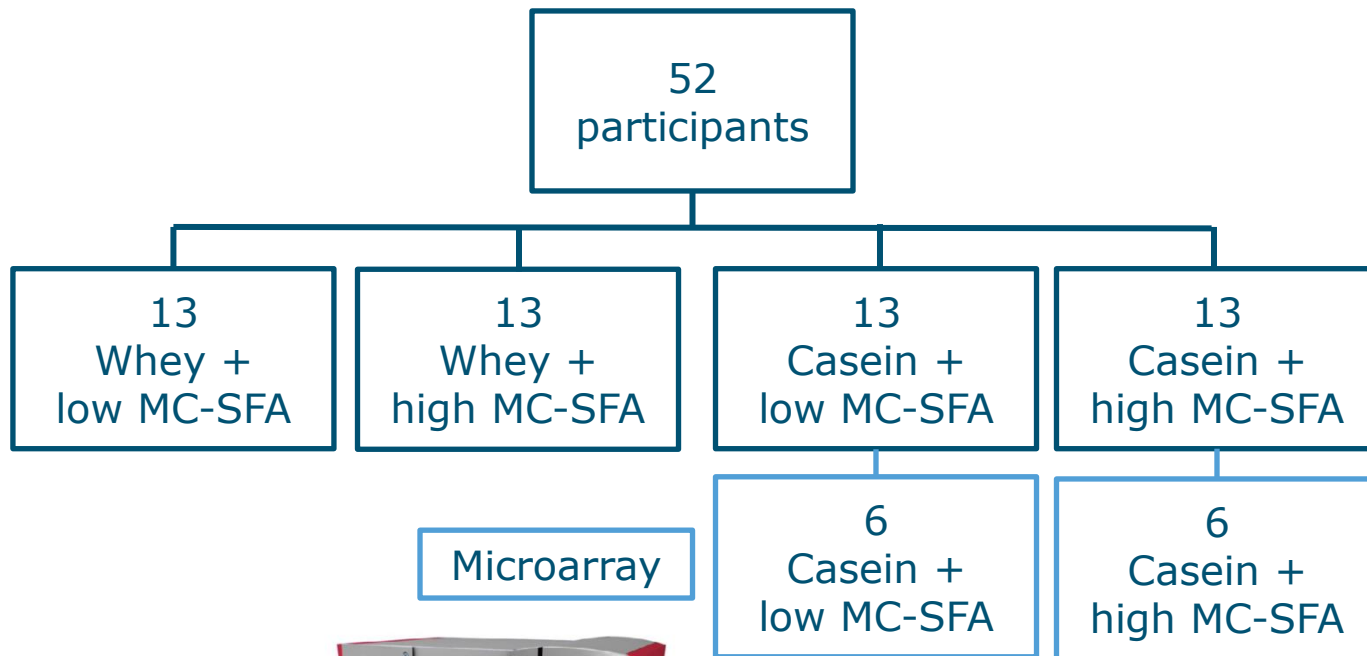 52
participants
13
Whey +
low MC-SFA
13
Whey +
high MC-SFA
13
Casein +
low MC-SFA
13
Casein +
high MC-SFA
Microarray
6
Casein +
low MC-SFA
6
Casein +
high MC-SFA